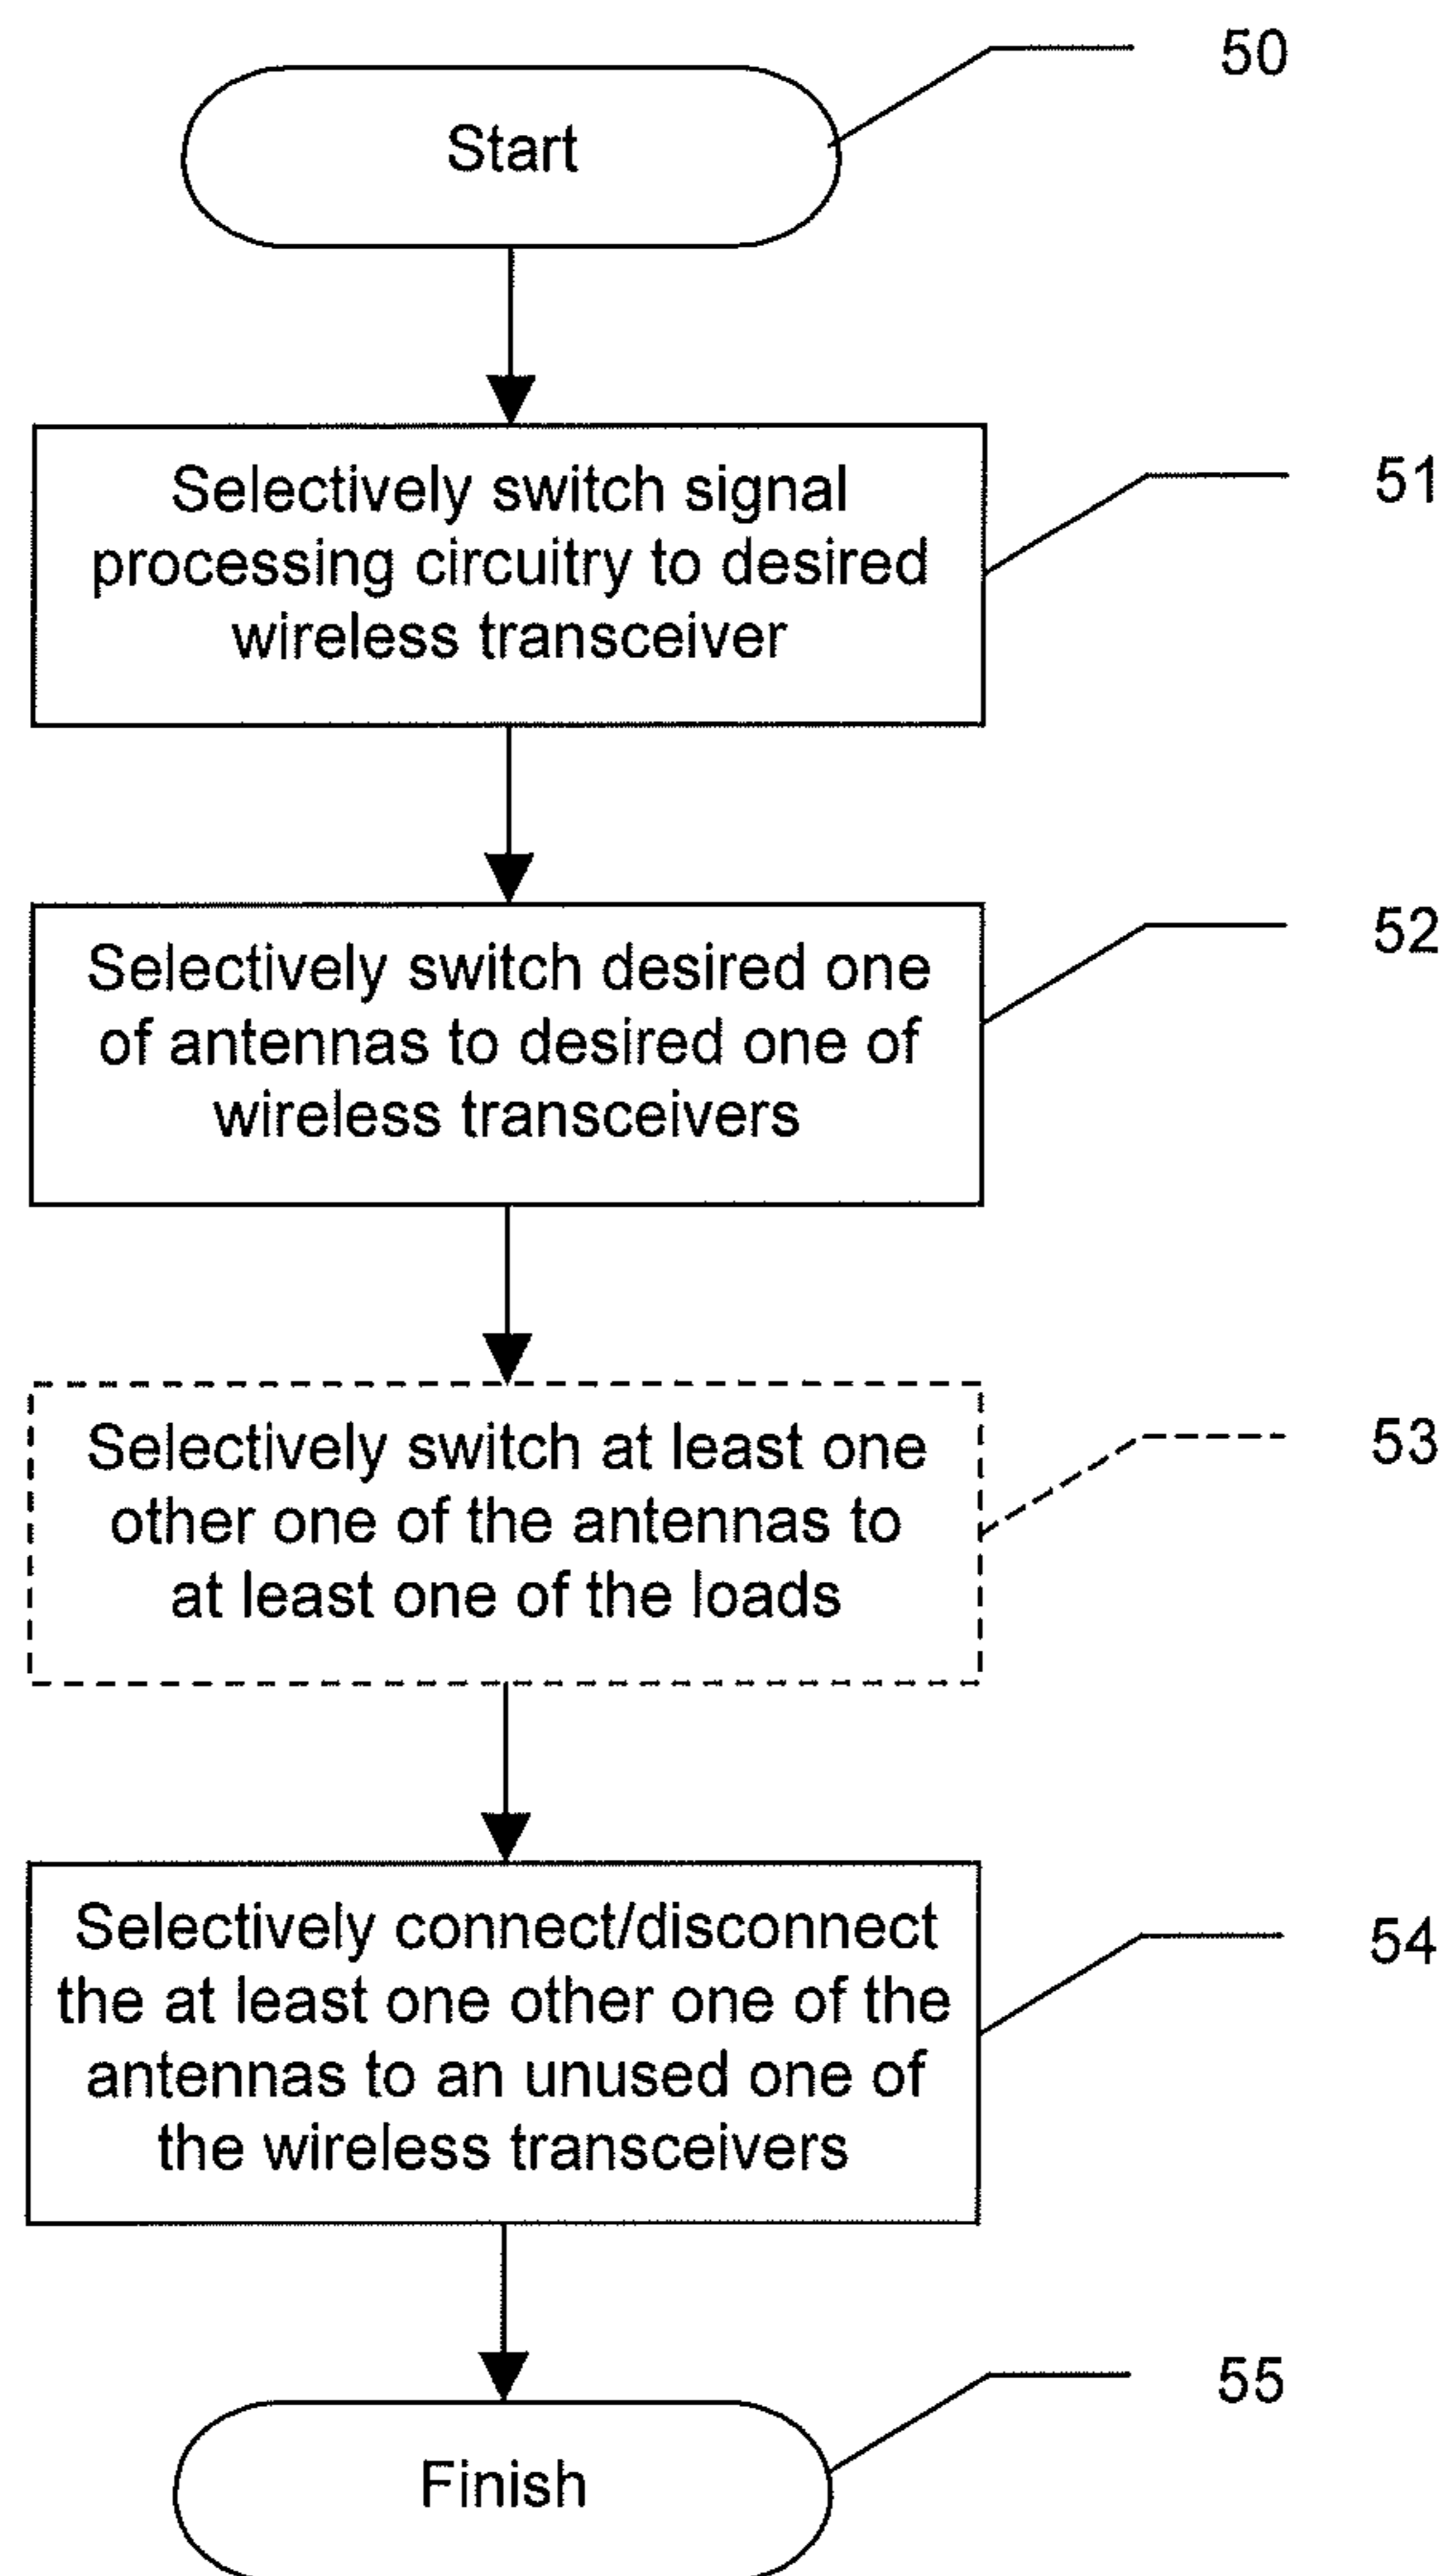 50
Start
51
Selectively switch signal
processing circuitry to desired
wireless transceiver
52
Selectively switch desired one
of antennas to desired one of
wireless transceivers
53
Selectively switch at least one
other one of the antennas to
at least one of the loads
54
Selectively connect/disconnect
the at least one other one of the
antennas to an unused one of
the wireless transceivers
55
Finish